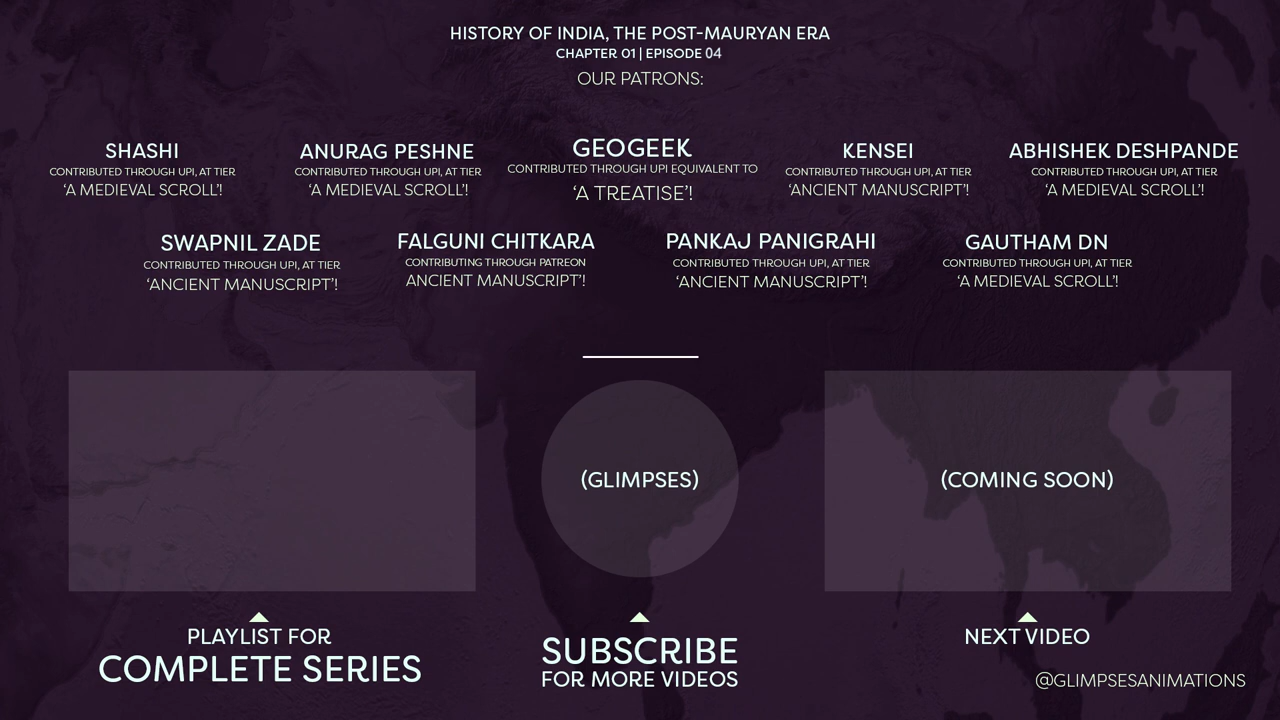 HISTORY OF INDIA, THE POST-MAURYAN ERA
CHAPTER 01 | EPISODE 04
OUR PATRONS:
SHASHI
CONTRIBUTED THROUGH UPI, AT TIER
‘A MEDIEVAL SCROLL’!
ANURAG PESHNE
CONTRIBUTED THROUGH UPI, AT TIER
‘A MEDIEVAL SCROLL’!
GEOGEEK
CONTRIBUTED THROUGH UPI EQUIVALENT TO
‘A TREATISE’!
KENSEI
CONTRIBUTED THROUGH UPI, AT TIER
‘ANCIENT MANUSCRIPT’!
ABHISHEK DESHPANDE
CONTRIBUTED THROUGH UPI, AT TIER
‘A MEDIEVAL SCROLL’!
SWAPNIL ZADE
CONTRIBUTED THROUGH UPI, AT TIER
‘ANCIENT MANUSCRIPT’!
FALGUNI CHITKARA
CONTRIBUTING THROUGH PATREON
ANCIENT MANUSCRIPT’!
PANKAJ PANIGRAHI
CONTRIBUTED THROUGH UPI, AT TIER
‘ANCIENT MANUSCRIPT’!
GAUTHAM DN
CONTRIBUTED THROUGH UPI, AT TIER
‘A MEDIEVAL SCROLL’!
(GLIMPSES)
(COMING SOON)
PLAYLIST FOR
COMPLETE SERIES
SUBSCRIBE
FOR MORE VIDEOS
NEXT VIDEO
@GLIMPSESANIMATIONS